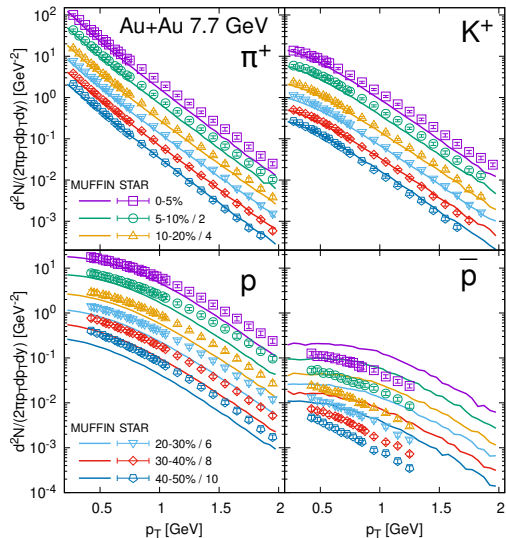 Au+Au 7.7 GeV
π⁺
K⁺
d²N/(2πp_T dp_T dy) [GeV⁻²]
10²
10¹
10⁰
10⁻¹
10⁻²
10⁻³
MUFFIN STAR
0-5%
5-10% / 2
10-20% / 4
p
p̅
d²N/(2πp_T dp_T dy) [GeV⁻²]
10¹
10⁰
10⁻¹
10⁻²
10⁻³
10⁻⁴
MUFFIN STAR
20-30% / 6
30-40% / 8
40-50% / 10
0.5 1 1.5 2 0.5 1 1.5 2
p_T [GeV] p_T [GeV]